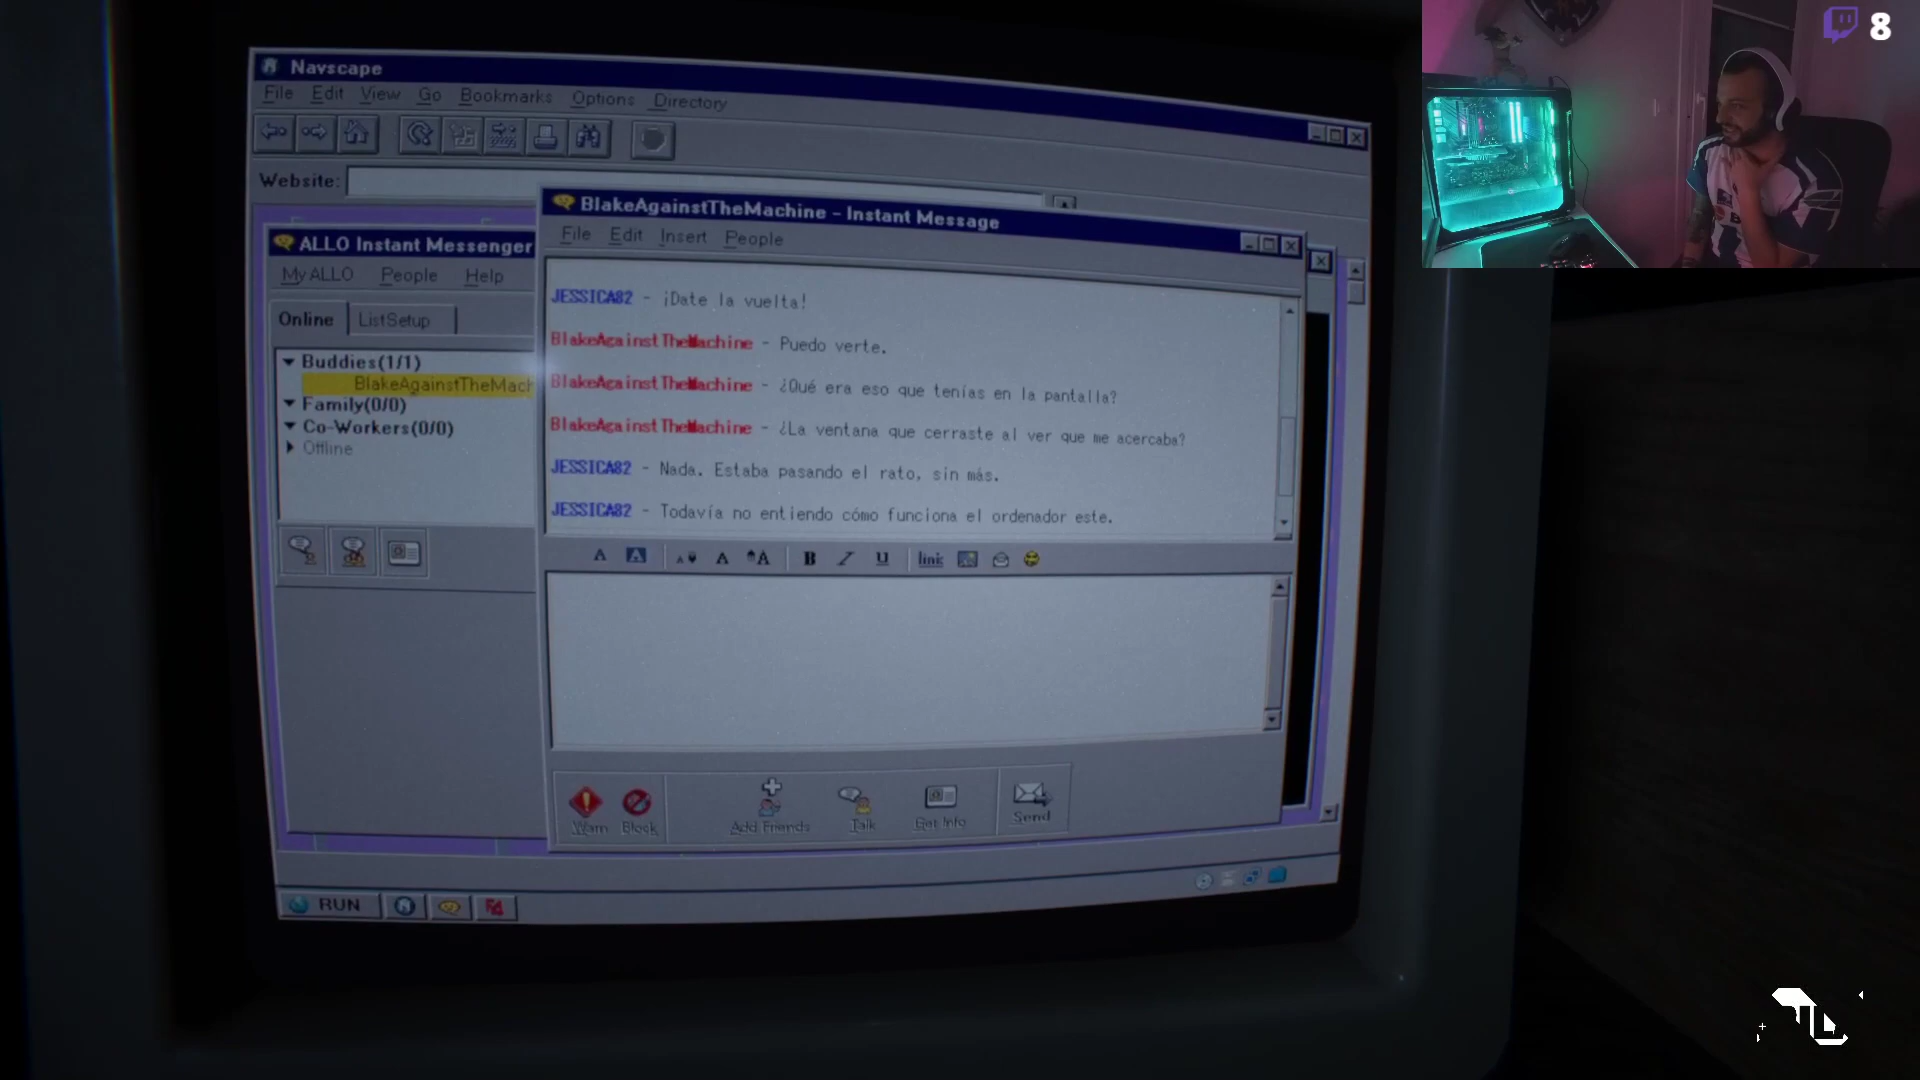 8
Navscape
File Edit View Go Bookmarks Options Directory
Website:
BlakeAgainstTheMachine - Instant Message
File Edit Insert People
ALLO Instant Messenger
My ALLO People Help
Online ListSetup
Buddies(1/1)
BlakeAgainstTheMach
Family(0/0)
Co-Workers(0/0)
Offline
JESSICA82 - ¡Date la vuelta!
BlakeAgainstTheMachine - Puedo verte.
BlakeAgainstTheMachine - ¿Qué era eso que tenías en la pantalla?
BlakeAgainstTheMachine - ¿La ventana que cerraste al ver que me acercaba?
JESSICA82 - Nada. Estaba pasando el rato, sin más.
JESSICA82 - Todavía no entiendo cómo funciona el ordenador este.
A A A A A B I U link
Warn Block Add Friends Talk Get Info Send
RUN